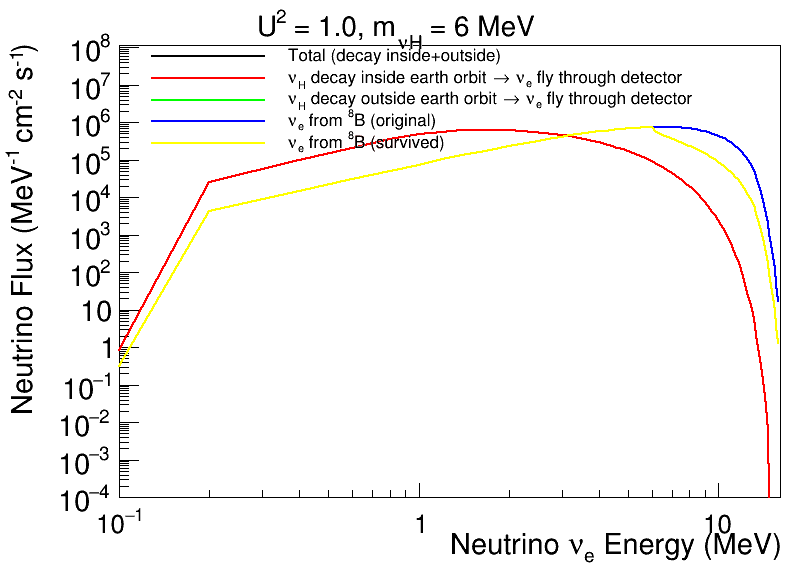 U² = 1.0, m_νH = 6 MeV
Total (decay inside+outside)
ν_H decay inside earth orbit → ν_e fly through detector
ν_H decay outside earth orbit → ν_e fly through detector
ν_e from ⁸B (original)
ν_e from ⁸B (survived)
Neutrino Flux (MeV⁻¹ cm⁻² s⁻¹)
10⁸
10⁷
10⁶
10⁵
10⁴
10³
10²
10
1
10⁻¹
10⁻²
10⁻³
10⁻⁴
10⁻¹ 1 10
Neutrino ν_e Energy (MeV)